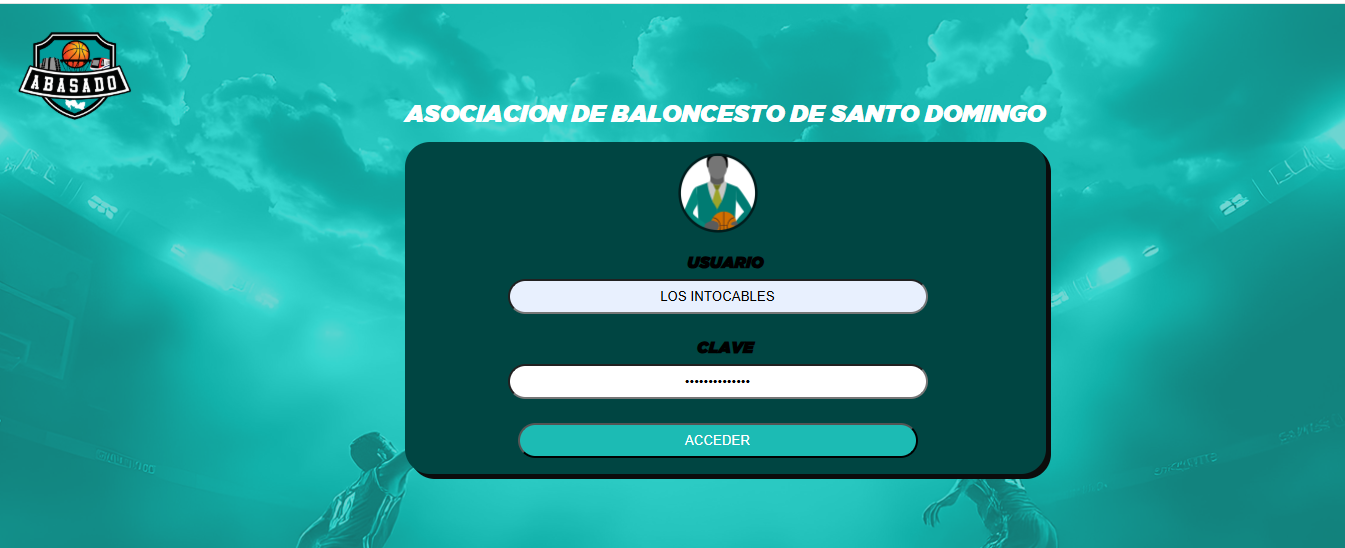 ABASADO
ASOCIACION DE BALONCESTO DE SANTO DOMINGO
USUARIO
LOS INTOCABLES
CLAVE
••••••••••••••
ACCEDER